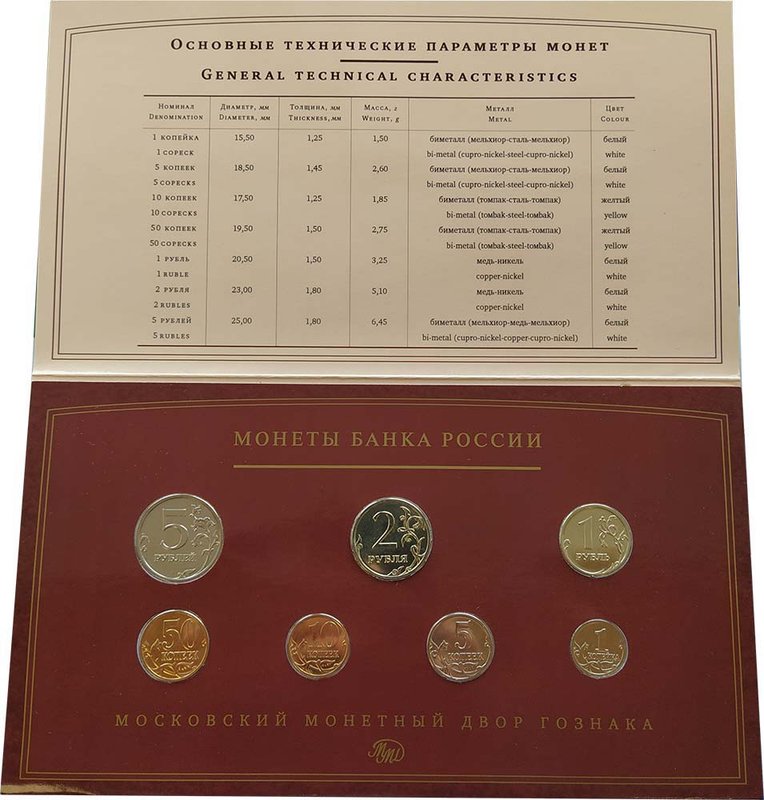 Основные технические параметры монет
General technical characteristics
Номинал Диаметр, мм Толщина, мм Масса, г Металл Цвет
Denomination Diameter, мм Thickness, мм Weight, g Metal Colour
1 копейка 15,50 1,25 1,50 биметалл (мельхиор-сталь-мельхиор) белый
1 copeck bi-metal (cupro-nickel-steel-cupro-nickel) white
5 копеек 18,50 1,45 2,60 биметалл (мельхиор-сталь-мельхиор) белый
5 copecks bi-metal (cupro-nickel-steel-cupro-nickel) white
10 копеек 17,50 1,25 1,85 биметалл (томпак-сталь-томпак) желтый
10 copecks bi-metal (tombak-steel-tombak) yellow
50 копеек 19,50 1,50 2,75 биметалл (томпак-сталь-томпак) желтый
50 copecks bi-metal (tombak-steel-tombak) yellow
1 рубль 20,50 1,50 3,25 медь-никель белый
1 ruble copper-nickel white
2 рубля 23,00 1,80 5,10 медь-никель белый
2 rubles copper-nickel white
5 рублей 25,00 1,80 6,45 биметалл (мельхиор-медь-мельхиор) белый
5 rubles bi-metal (cupro-nickel-copper-cupro-nickel) white
МОНЕТЫ БАНКА РОССИИ
5 РУБЛЕЙ
2 РУБЛЯ
1 РУБЛЬ
50 КОПЕЕК
10 КОПЕЕК
5 КОПЕЕК
1 КОПЕЙКА
МОСКОВСКИЙ МОНЕТНЫЙ ДВОР ГОЗНАКА